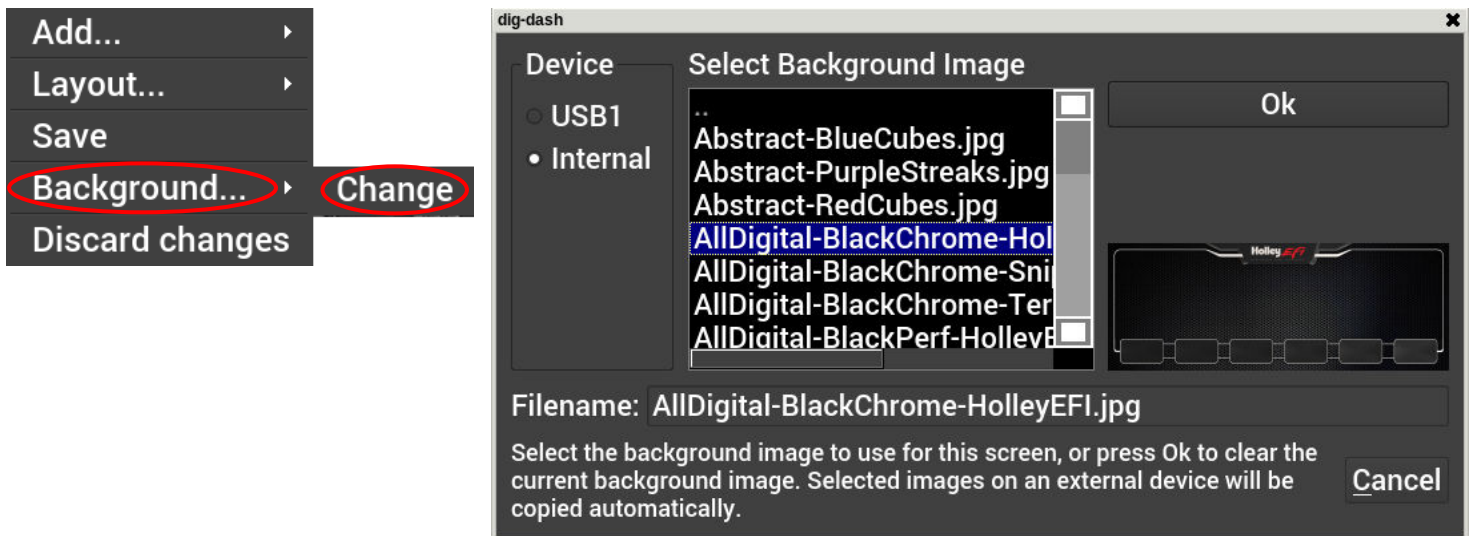 Add...
Layout...
Save
Background...
Change
Discard changes
dig-dash
Device
USB1
Internal
Select Background Image
..
Abstract-BlueCubes.jpg
Abstract-PurpleStreaks.jpg
Abstract-RedCubes.jpg
AllDigital-BlackChrome-Hol
AllDigital-BlackChrome-Sni
AllDigital-BlackChrome-Ter
AllDigital-BlackPerf-HolleyE
Ok
Holley EFI
Filename: AllDigital-BlackChrome-HolleyEFI.jpg
Select the background image to use for this screen, or press Ok to clear the
current background image. Selected images on an external device will be
copied automatically.
Cancel